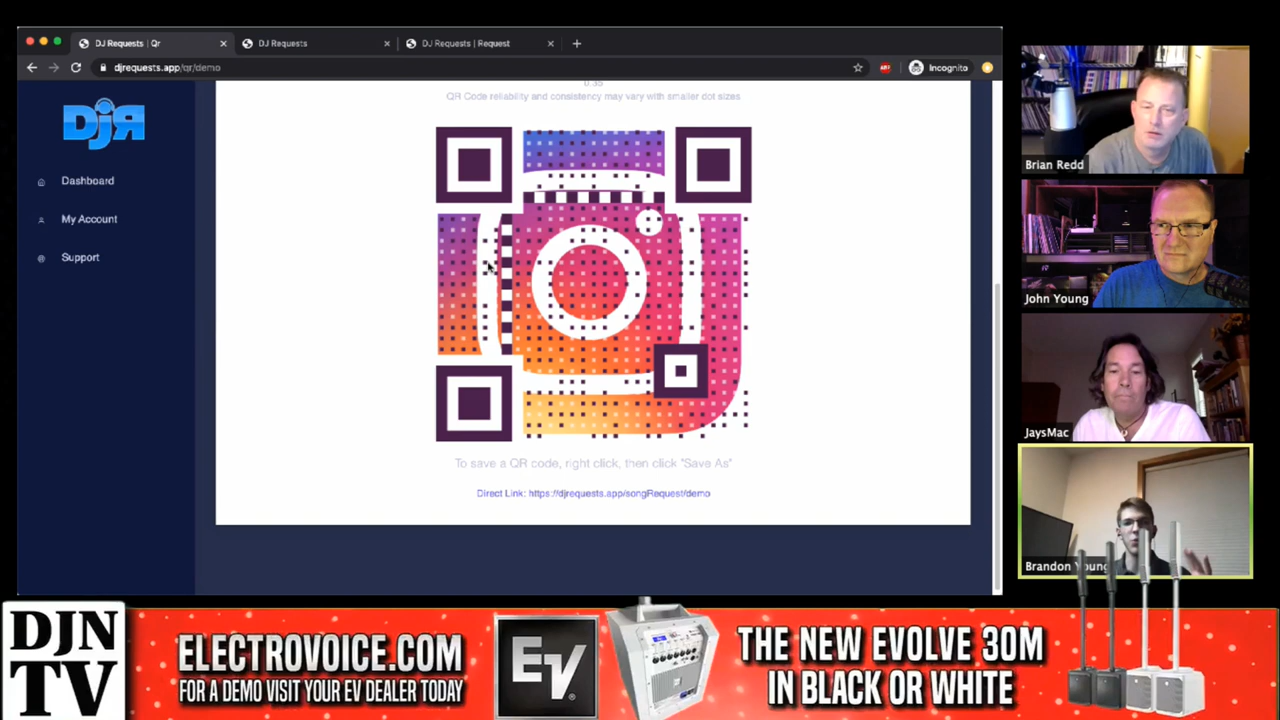 DJ Requests | Qr
DJ Requests
DJ Requests | Request
djrequests.app/qr/demo
ABP
Incognito
DJR
Dashboard
My Account
Support
0.35
QR Code reliability and consistency may vary with smaller dot sizes
To save a QR code, right click, then click "Save As"
Direct Link: https://djrequests.app/songRequest/demo
Brian Redd
John Young
JaysMac
Brandon Young
DJN
TV
ELECTROVOICE.COM
FOR A DEMO VISIT YOUR EV DEALER TODAY
EV
THE NEW EVOLVE 30M
IN BLACK OR WHITE